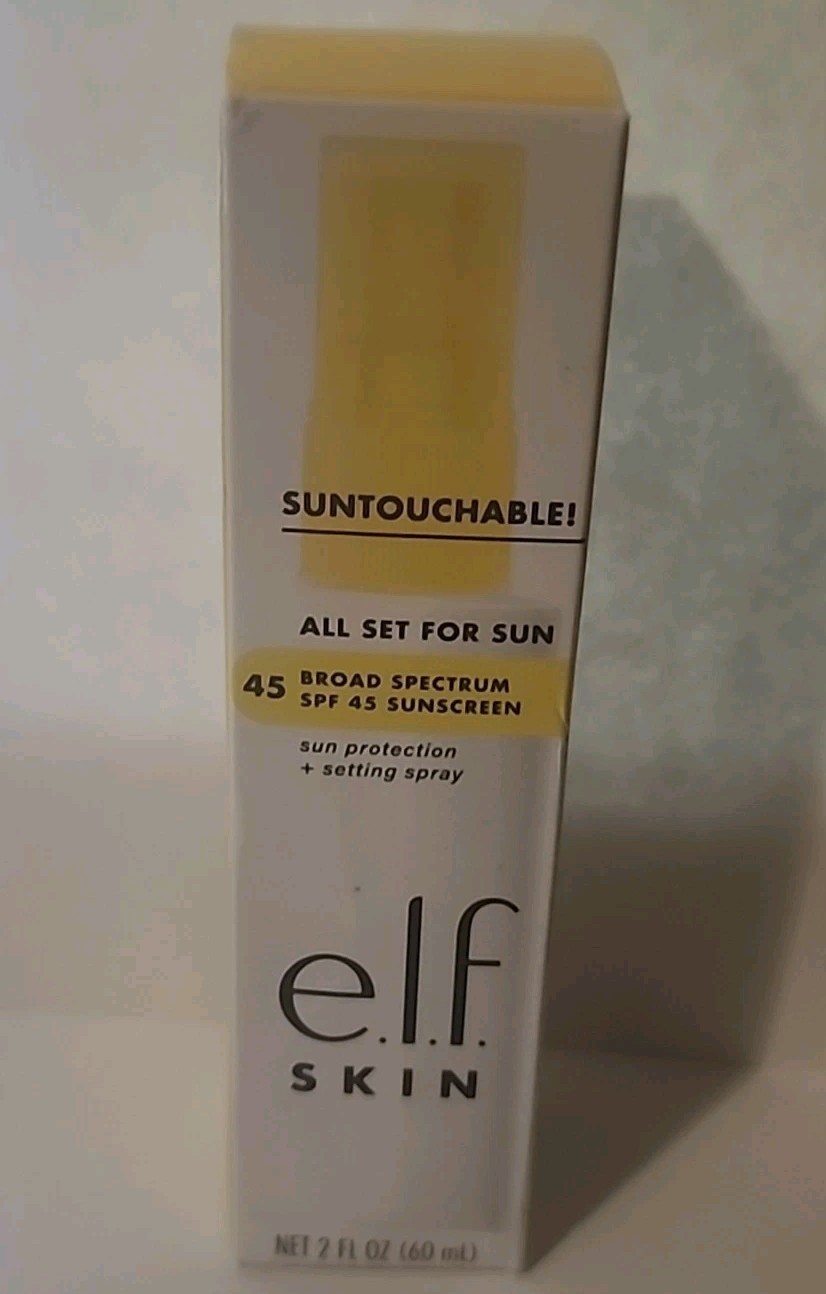 SUNTOUCHABLE!
ALL SET FOR SUN
45 BROAD SPECTRUM
SPF 45 SUNSCREEN
sun protection
+ setting spray
e.l.f.
SKIN
NET 2 FL OZ (60 mL)